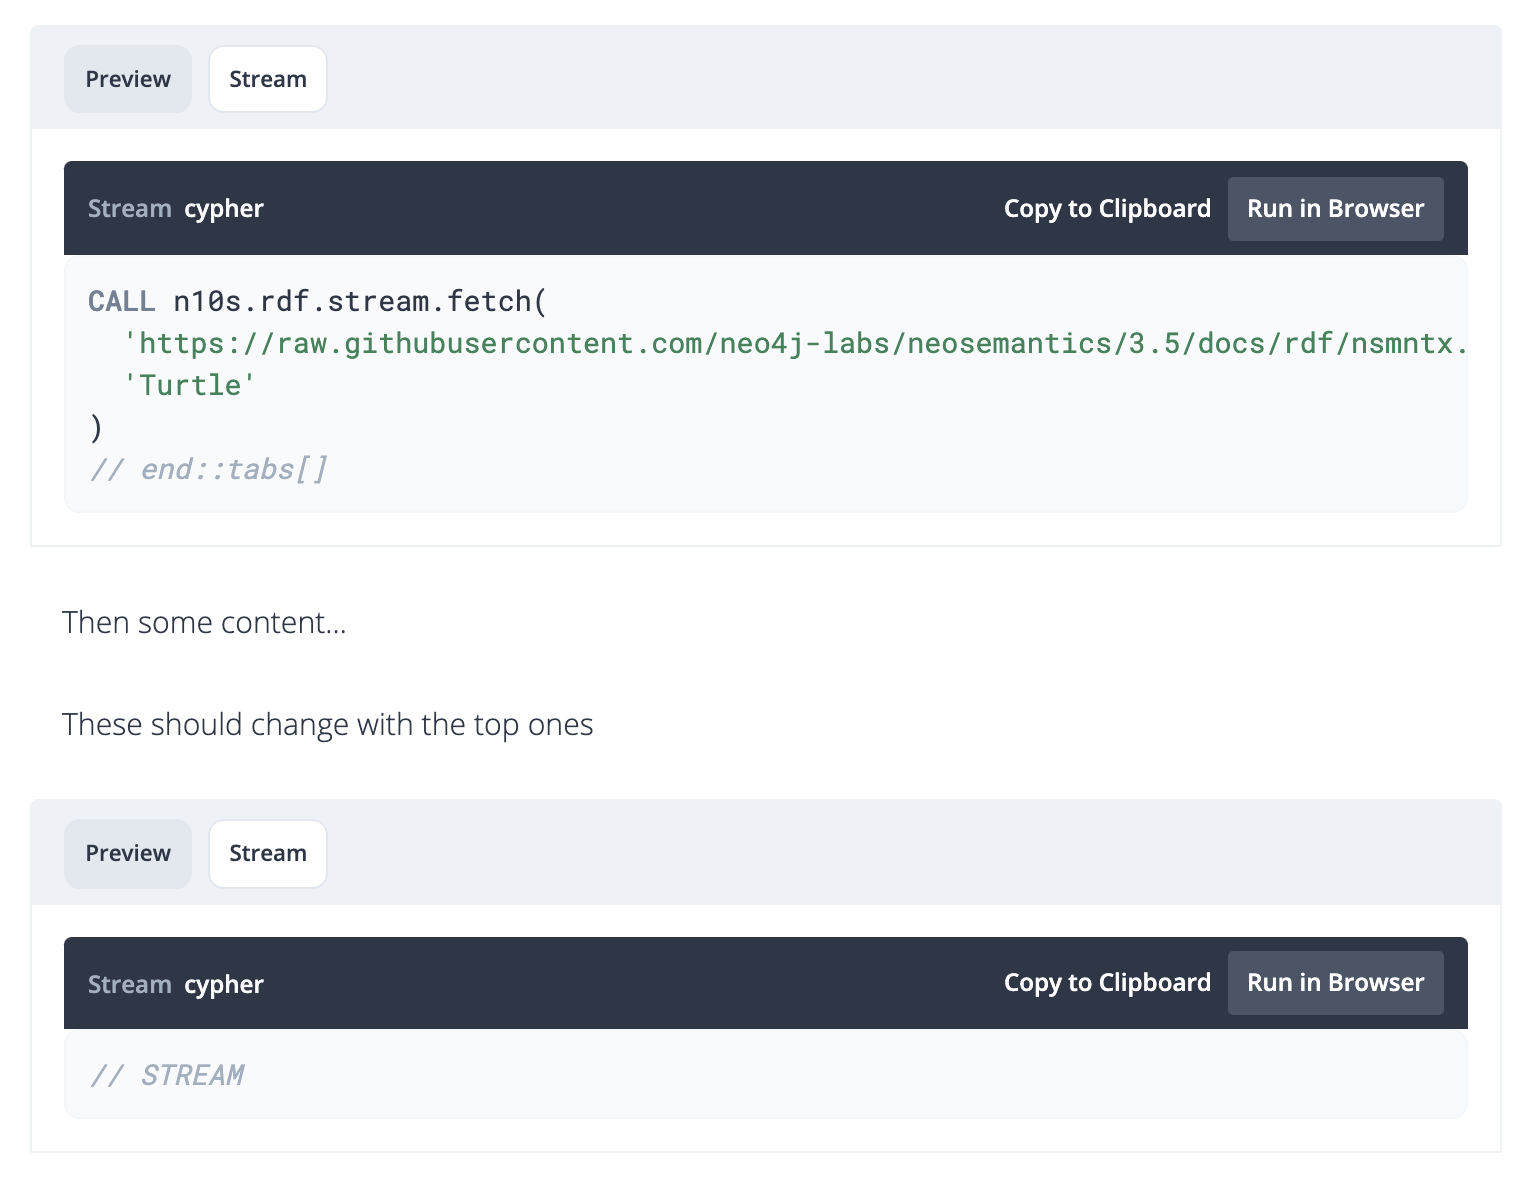 Preview Stream
Stream cypher Copy to Clipboard Run in Browser
CALL n10s.rdf.stream.fetch(
'https://raw.githubusercontent.com/neo4j-labs/neosemantics/3.5/docs/rdf/nsmntx.
'Turtle'
)
// end::tabs[]
Then some content...
These should change with the top ones
Preview Stream
Stream cypher Copy to Clipboard Run in Browser
// STREAM